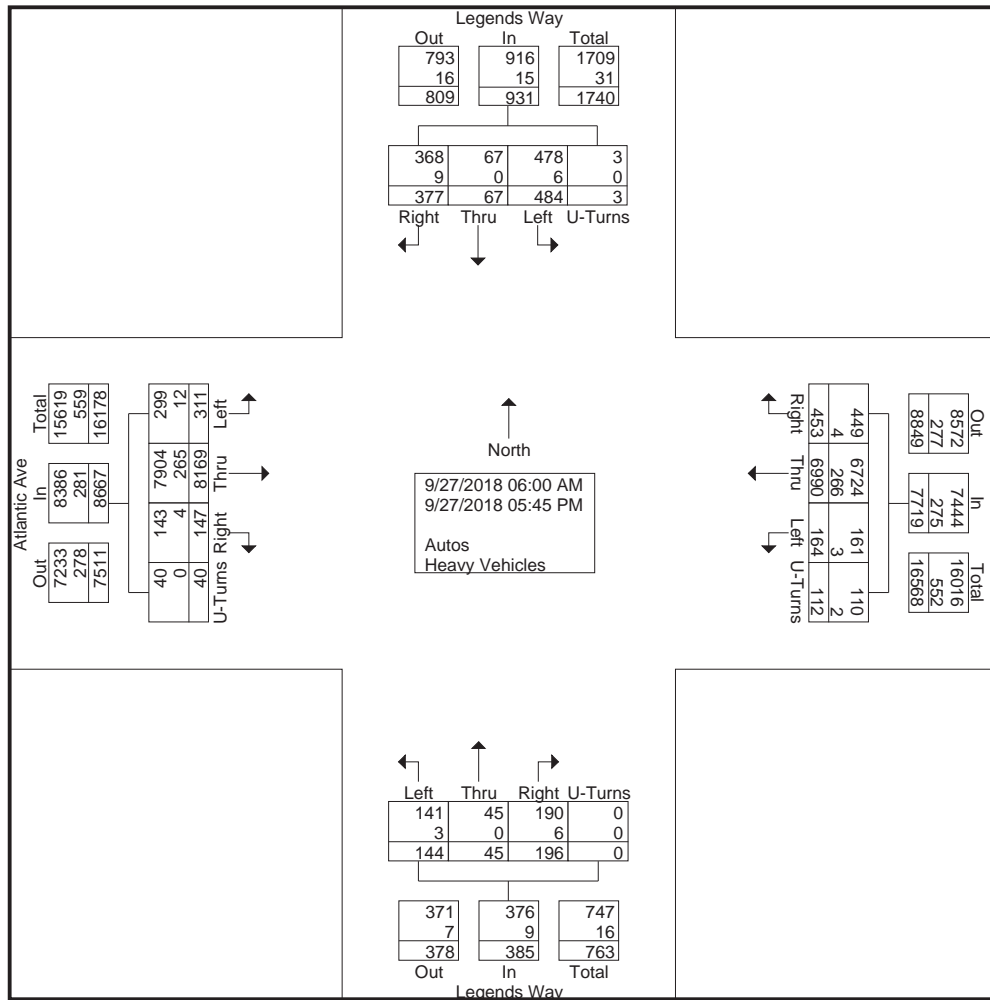 Legends Way
Out In Total
793 916 1709
16 15 31
809 931 1740
368 67 478 3
9 0 6 0
377 67 484 3
Right Thru Left U-Turns
Atlantic Ave
Total In Out
15619 8386 7233
559 281 278
16178 8667 7511
299 7904 143 40
12 265 4 0
311 8169 147 40
Left Thru Right U-Turns
North
9/27/2018 06:00 AM
9/27/2018 05:45 PM
Autos
Heavy Vehicles
Right Thru Left U-Turns
453 6990 164 112
4 266 3 2
449 6724 161 110
8849 7719 16568
277 275 552
8572 7444 16016
Out In Total
Left Thru Right U-Turns
141 45 190 0
3 0 6 0
144 45 196 0
371 376 747
7 9 16
378 385 763
Out In Total
Legends Way